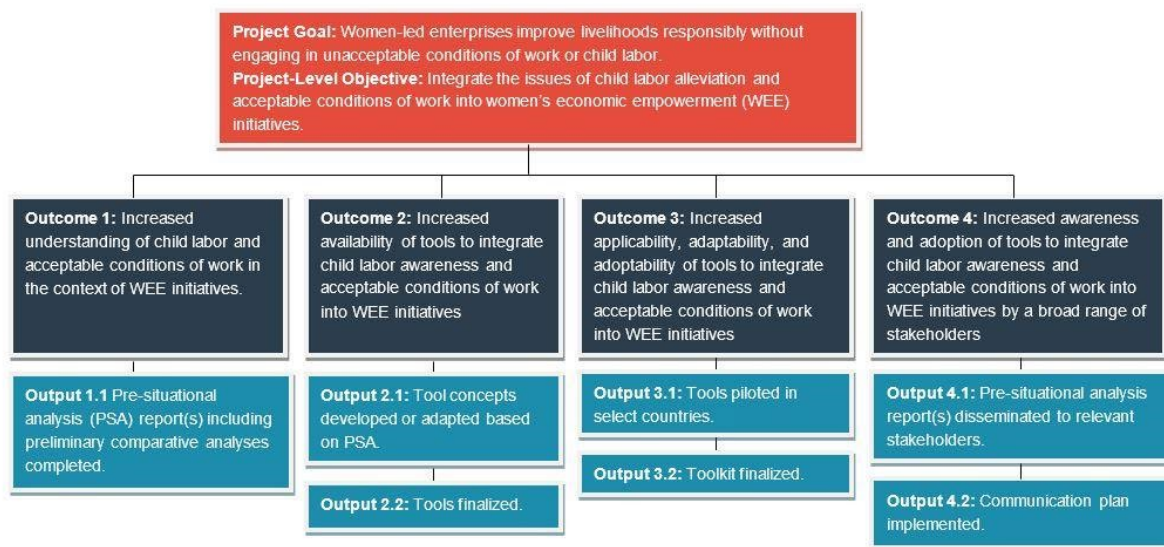 Project Goal: Women-led enterprises improve livelihoods responsibly without
engaging in unacceptable conditions of work or child labor.
Project-Level Objective: Integrate the issues of child labor alleviation and
acceptable conditions of work into women's economic empowerment (WEE)
initiatives.
Outcome 1: Increased
understanding of child labor and
acceptable conditions of work in
the context of WEE initiatives.
Output 1.1 Pre-situational
analysis (PSA) report(s) including
preliminary comparative analyses
completed.
Outcome 2: Increased
availability of tools to integrate
child labor awareness and
acceptable conditions of work
into WEE initiatives
Output 2.1: Tool concepts
developed or adapted based
on PSA.
Output 2.2: Tools finalized.
Outcome 3: Increased
applicability, adaptability, and
adoptability of tools to integrate
child labor awareness and
acceptable conditions of work
into WEE initiatives
Output 3.1: Tools piloted in
select countries.
Output 3.2: Toolkit finalized.
Outcome 4: Increased awareness
and adoption of tools to integrate
child labor awareness and
acceptable conditions of work into
WEE initiatives by a broad range of
stakeholders
Output 4.1: Pre-situational analysis
report(s) disseminated to relevant
stakeholders.
Output 4.2: Communication plan
implemented.